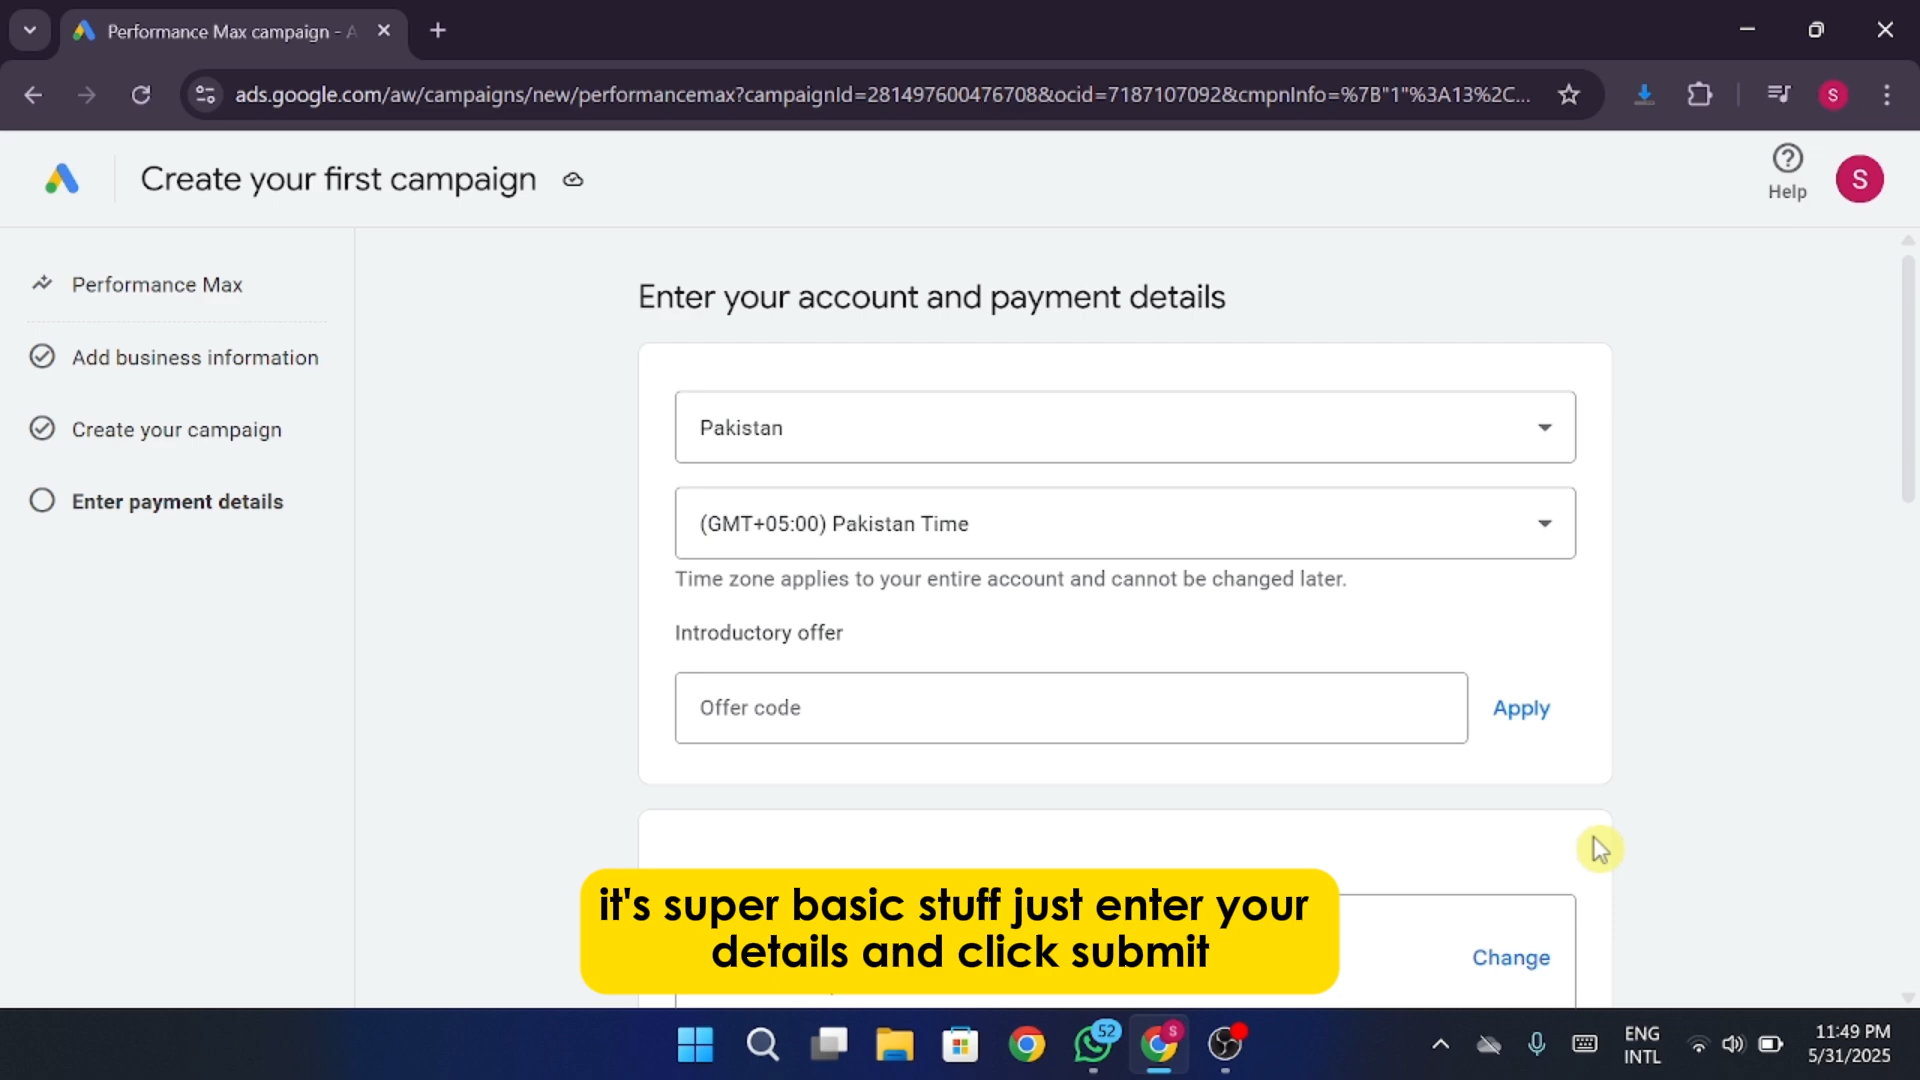 Performance Max campaign - A
ads.google.com/aw/campaigns/new/performancemax?campaignId=281497600476708&ocid=7187107092&cmpnInfo=%7B"1"%3A13%2C...
S
Create your first campaign
Help
S
Performance Max
Add business information
Create your campaign
Enter payment details
Enter your account and payment details
Pakistan
(GMT+05:00) Pakistan Time
Time zone applies to your entire account and cannot be changed later.
Introductory offer
Offer code
Apply
Change
it's super basic stuff just enter your
details and click submit
52
S
ENG
INTL
11:49 PM
5/31/2025